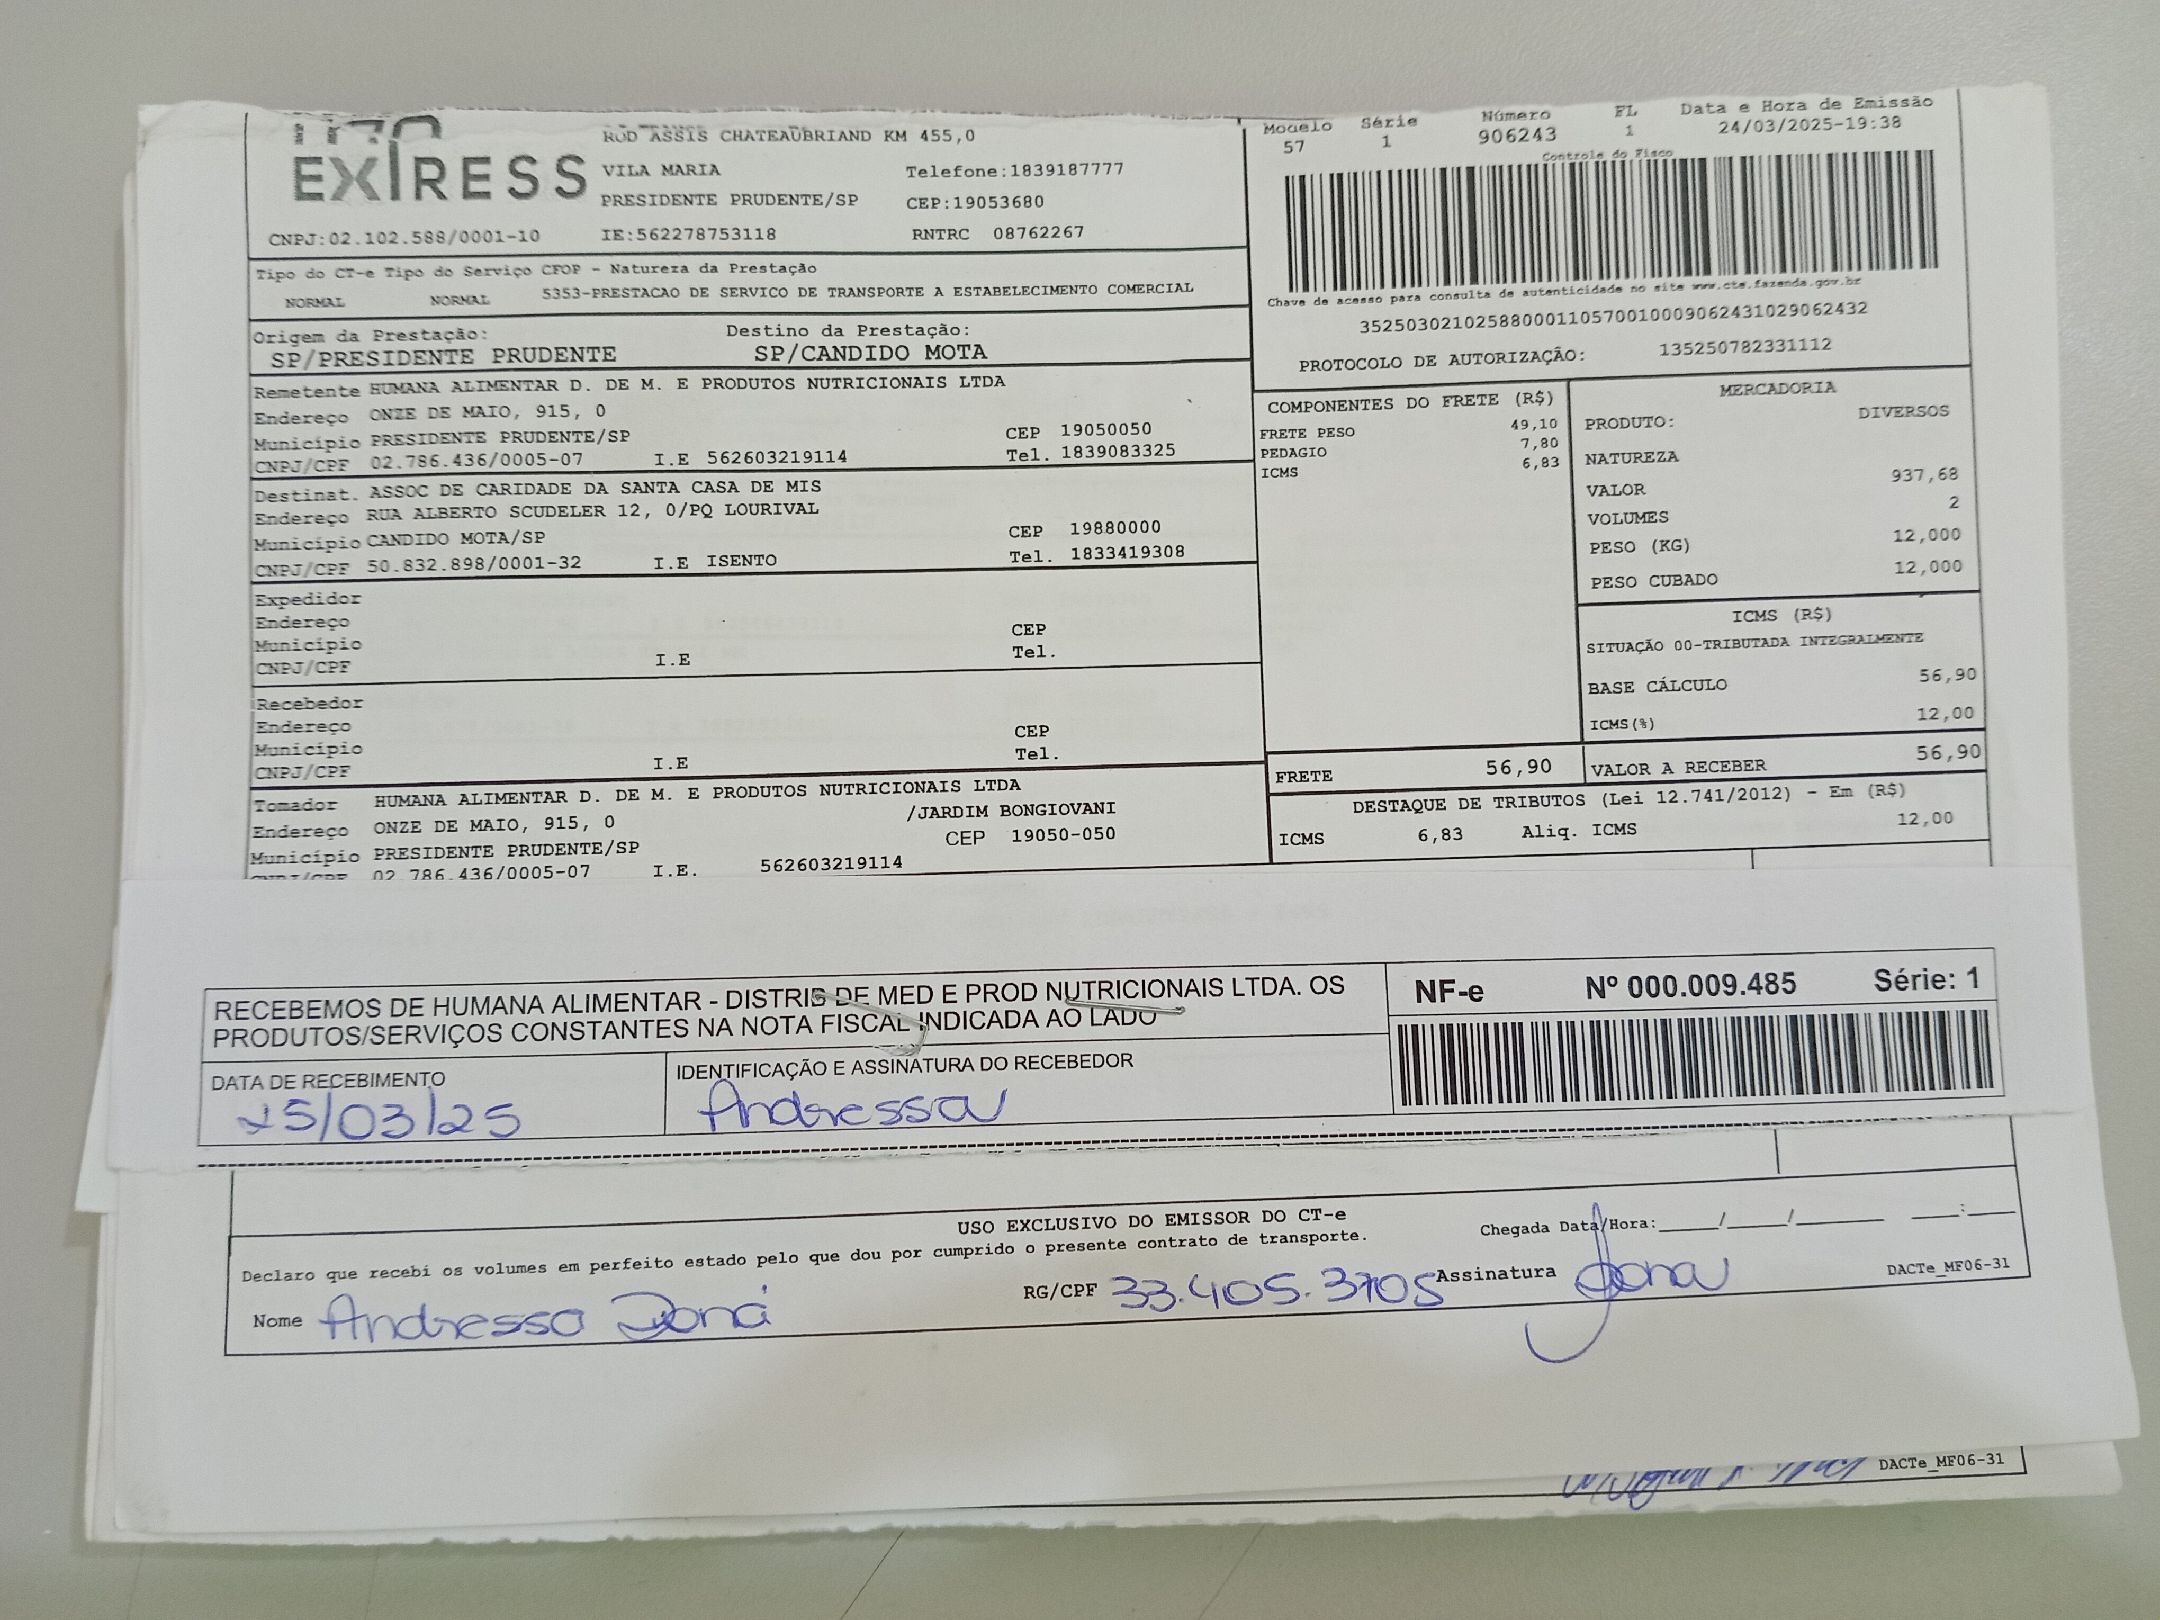 EXPRESS
ROD ASSIS CHATEAUBRIAND KM 455,0
VILA MARIA Telefone:1839187777
PRESIDENTE PRUDENTE/SP CEP:19053680
CNPJ:02.102.588/0001-10 IE:562278753118 RNTRC 08762267
Modelo Série Número FL Data e Hora de Emissão
57 1 906243 1 24/03/2025-19:38
Controle do Fisco
Chave de acesso para consulta de autenticidade no site www.cte.fazenda.gov.br
35250302102588000110570010009062431029062432
PROTOCOLO DE AUTORIZAÇÃO: 135250782331112
Tipo do CT-e Tipo do Serviço CFOP - Natureza da Prestação
NORMAL NORMAL 5353-PRESTACAO DE SERVICO DE TRANSPORTE A ESTABELECIMENTO COMERCIAL
Origem da Prestação: Destino da Prestação:
SP/PRESIDENTE PRUDENTE SP/CANDIDO MOTA
Remetente HUMANA ALIMENTAR D. DE M. E PRODUTOS NUTRICIONAIS LTDA
Endereço ONZE DE MAIO, 915, 0
Município PRESIDENTE PRUDENTE/SP CEP 19050050
CNPJ/CPF 02.786.436/0005-07 I.E 562603219114 Tel. 1839083325
Destinat. ASSOC DE CARIDADE DA SANTA CASA DE MIS
Endereço RUA ALBERTO SCUDELER 12, 0/PQ LOURIVAL
Município CANDIDO MOTA/SP CEP 19880000
CNPJ/CPF 50.832.898/0001-32 I.E ISENTO Tel. 1833419308
Expedidor
Endereço
Município CEP
CNPJ/CPF I.E Tel.
Recebedor
Endereço
Município CEP
CNPJ/CPF I.E Tel.
Tomador HUMANA ALIMENTAR D. DE M. E PRODUTOS NUTRICIONAIS LTDA
Endereço ONZE DE MAIO, 915, 0 /JARDIM BONGIOVANI
Município PRESIDENTE PRUDENTE/SP CEP 19050-050
CNPJ/CPF 02.786.436/0005-07 I.E. 562603219114
COMPONENTES DO FRETE (R$)
FRETE PESO 49,10
PEDAGIO 7,80
ICMS 6,83
MERCADORIA
PRODUTO: DIVERSOS
NATUREZA
VALOR 937,68
VOLUMES 2
PESO (KG) 12,000
PESO CUBADO 12,000
ICMS (R$)
SITUAÇÃO 00-TRIBUTADA INTEGRALMENTE
BASE CÁLCULO 56,90
ICMS(%) 12,00
FRETE 56,90 VALOR A RECEBER 56,90
DESTAQUE DE TRIBUTOS (Lei 12.741/2012) - Em (R$)
ICMS 6,83 Aliq. ICMS 12,00
RECEBEMOS DE HUMANA ALIMENTAR - DISTRIB DE MED E PROD NUTRICIONAIS LTDA. OS
PRODUTOS/SERVIÇOS CONSTANTES NA NOTA FISCAL INDICADA AO LADO
NF-e Nº 000.009.485 Série: 1
DATA DE RECEBIMENTO IDENTIFICAÇÃO E ASSINATURA DO RECEBEDOR
25/03/25 Andressa
USO EXCLUSIVO DO EMISSOR DO CT-e
Chegada Data/Hora:_____/_____/________ ____:____
Declaro que recebi os volumes em perfeito estado pelo que dou por cumprido o presente contrato de transporte.
Nome Andressa Doná RG/CPF 33.405.3705 Assinatura Dona
DACTe_MF06-31
DACTe_MF06-31